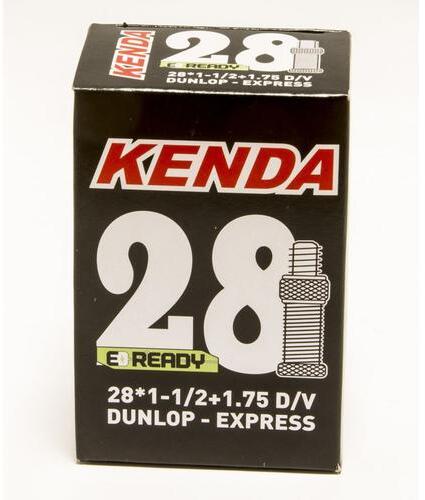 KENDA
28
E READY
28*1-1/2+1.75 D/V
DUNLOP - EXPRESS
KENDA
28
E READY
28*1-1/2+1.75 D/V
DUNLOP - EXPRESS